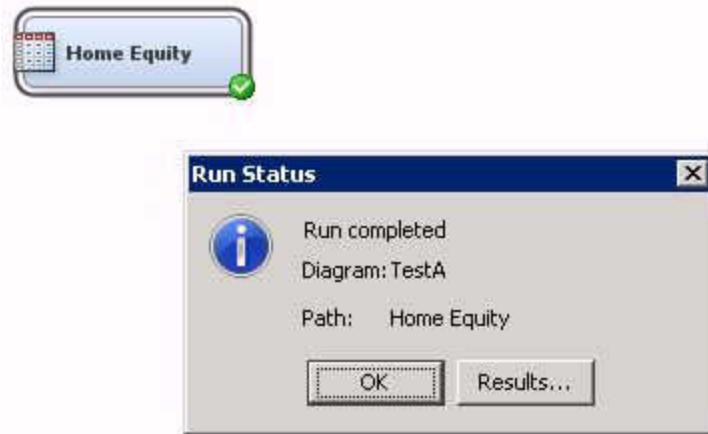 Home Equity
Run Status
Run completed
Diagram: TestA
Path: Home Equity
OK Results...